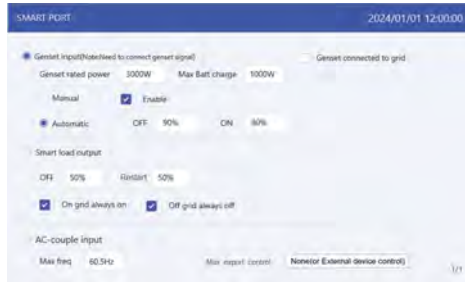 SMART PORT 2024/01/01 12:00:00
Genset input(Note:Need to connect genset signal) Genset connected to grid
Genset rated power 3000W Max Batt charge 1000W
Manual Enable
Automatic OFF 90% ON 80%
Smart load output
Off 50% Restart 50%
On grid always on Off grid always off
AC-couple input
Max freq 60.5Hz Max export control None(or External device control)
1/1